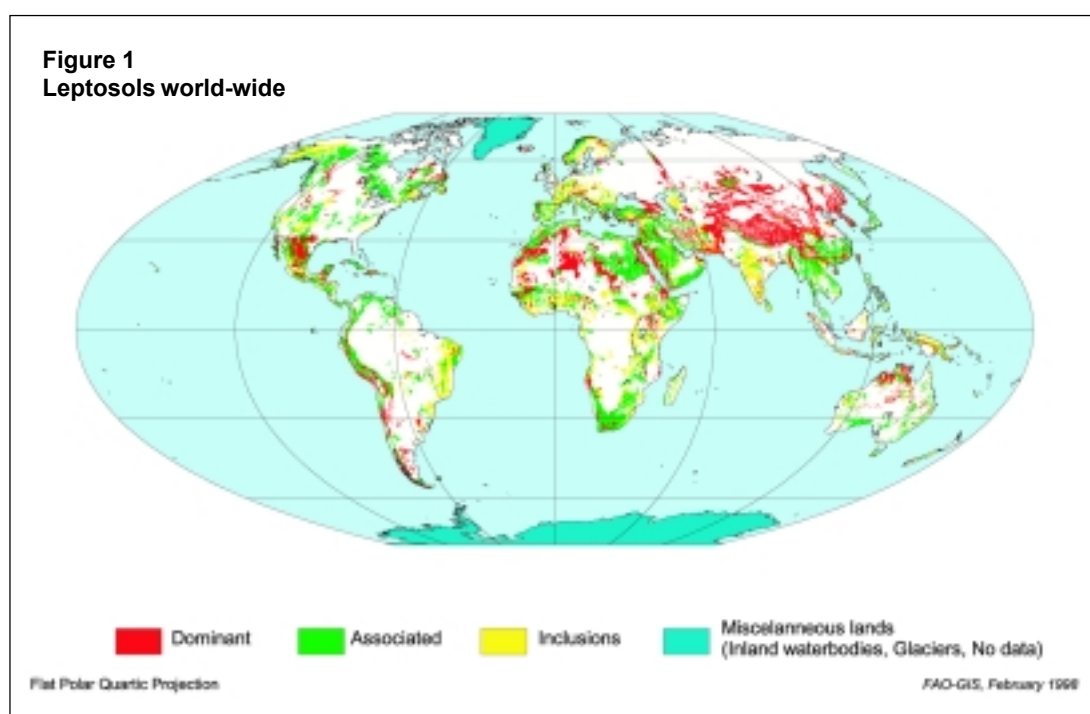 Figure 1
Leptosols world-wide
Dominant
Associated
Inclusions
Miscelanneous lands
(Inland waterbodies, Glaciers, No data)
Flat Polar Quartic Projection
FAO-GIS, February 1998